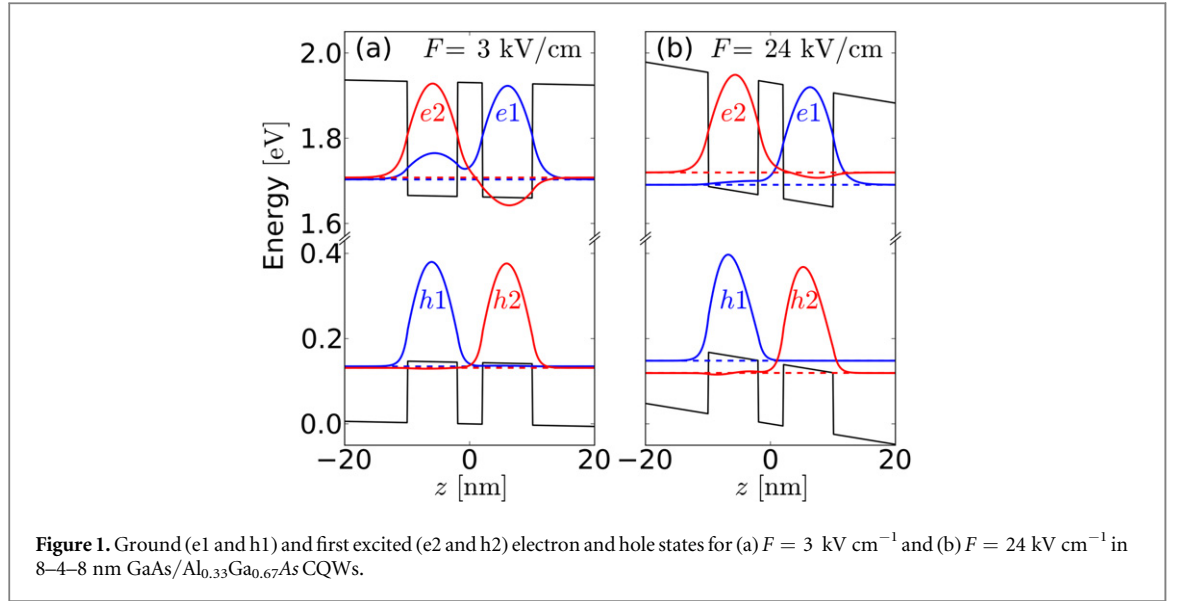 (a) F = 3 kV/cm
(b) F = 24 kV/cm
2.0
1.8
1.6
0.4
0.2
0.0
Energy [eV]
e2 e1
e2 e1
h1 h2
h1 h2
−20 0 20 −20 0 20
z [nm] z [nm]
Figure 1. Ground (e1 and h1) and first excited (e2 and h2) electron and hole states for (a) F = 3 kV cm⁻¹ and (b) F = 24 kV cm⁻¹ in
8–4–8 nm GaAs/Al₀.₃₃Ga₀.₆₇As CQWs.